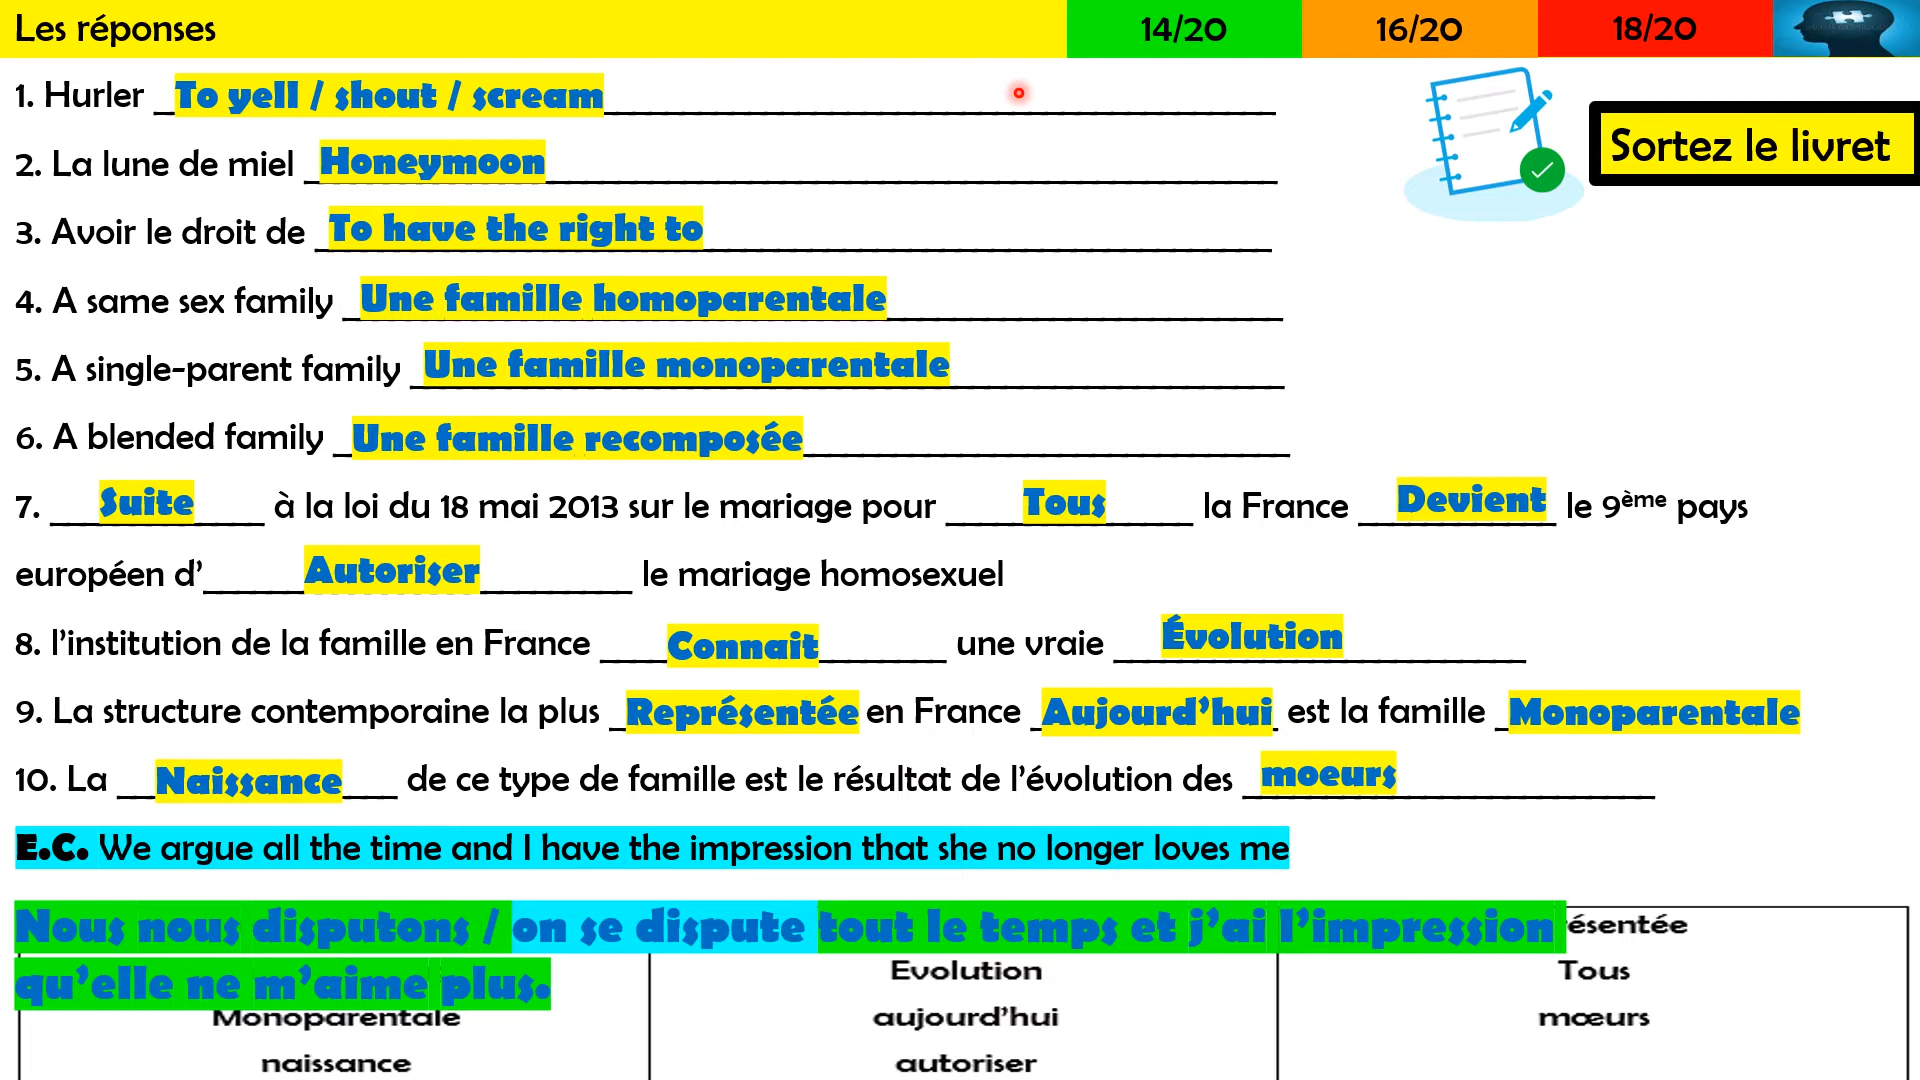 Les réponses 14/20 16/20 18/20
1. Hurler To yell / shout / scream
Sortez le livret
2. La lune de miel Honeymoon
3. Avoir le droit de To have the right to
4. A same sex family Une famille homoparentale
5. A single-parent family Une famille monoparentale
6. A blended family Une famille recomposée
7. Suite à la loi du 18 mai 2013 sur le mariage pour Tous la France Devient le 9ème pays
européen d' Autoriser le mariage homosexuel
8. l'institution de la famille en France Connait une vraie Évolution
9. La structure contemporaine la plus Représentée en France Aujourd'hui est la famille Monoparentale
10. La Naissance de ce type de famille est le résultat de l'évolution des moeurs
E.C. We argue all the time and I have the impression that she no longer loves me
Nous nous disputons / on se dispute tout le temps et j'ai l'impression
qu'elle ne m'aime plus.
ésentée
Evolution Tous
Monoparentale aujourd'hui mœurs
naissance autoriser